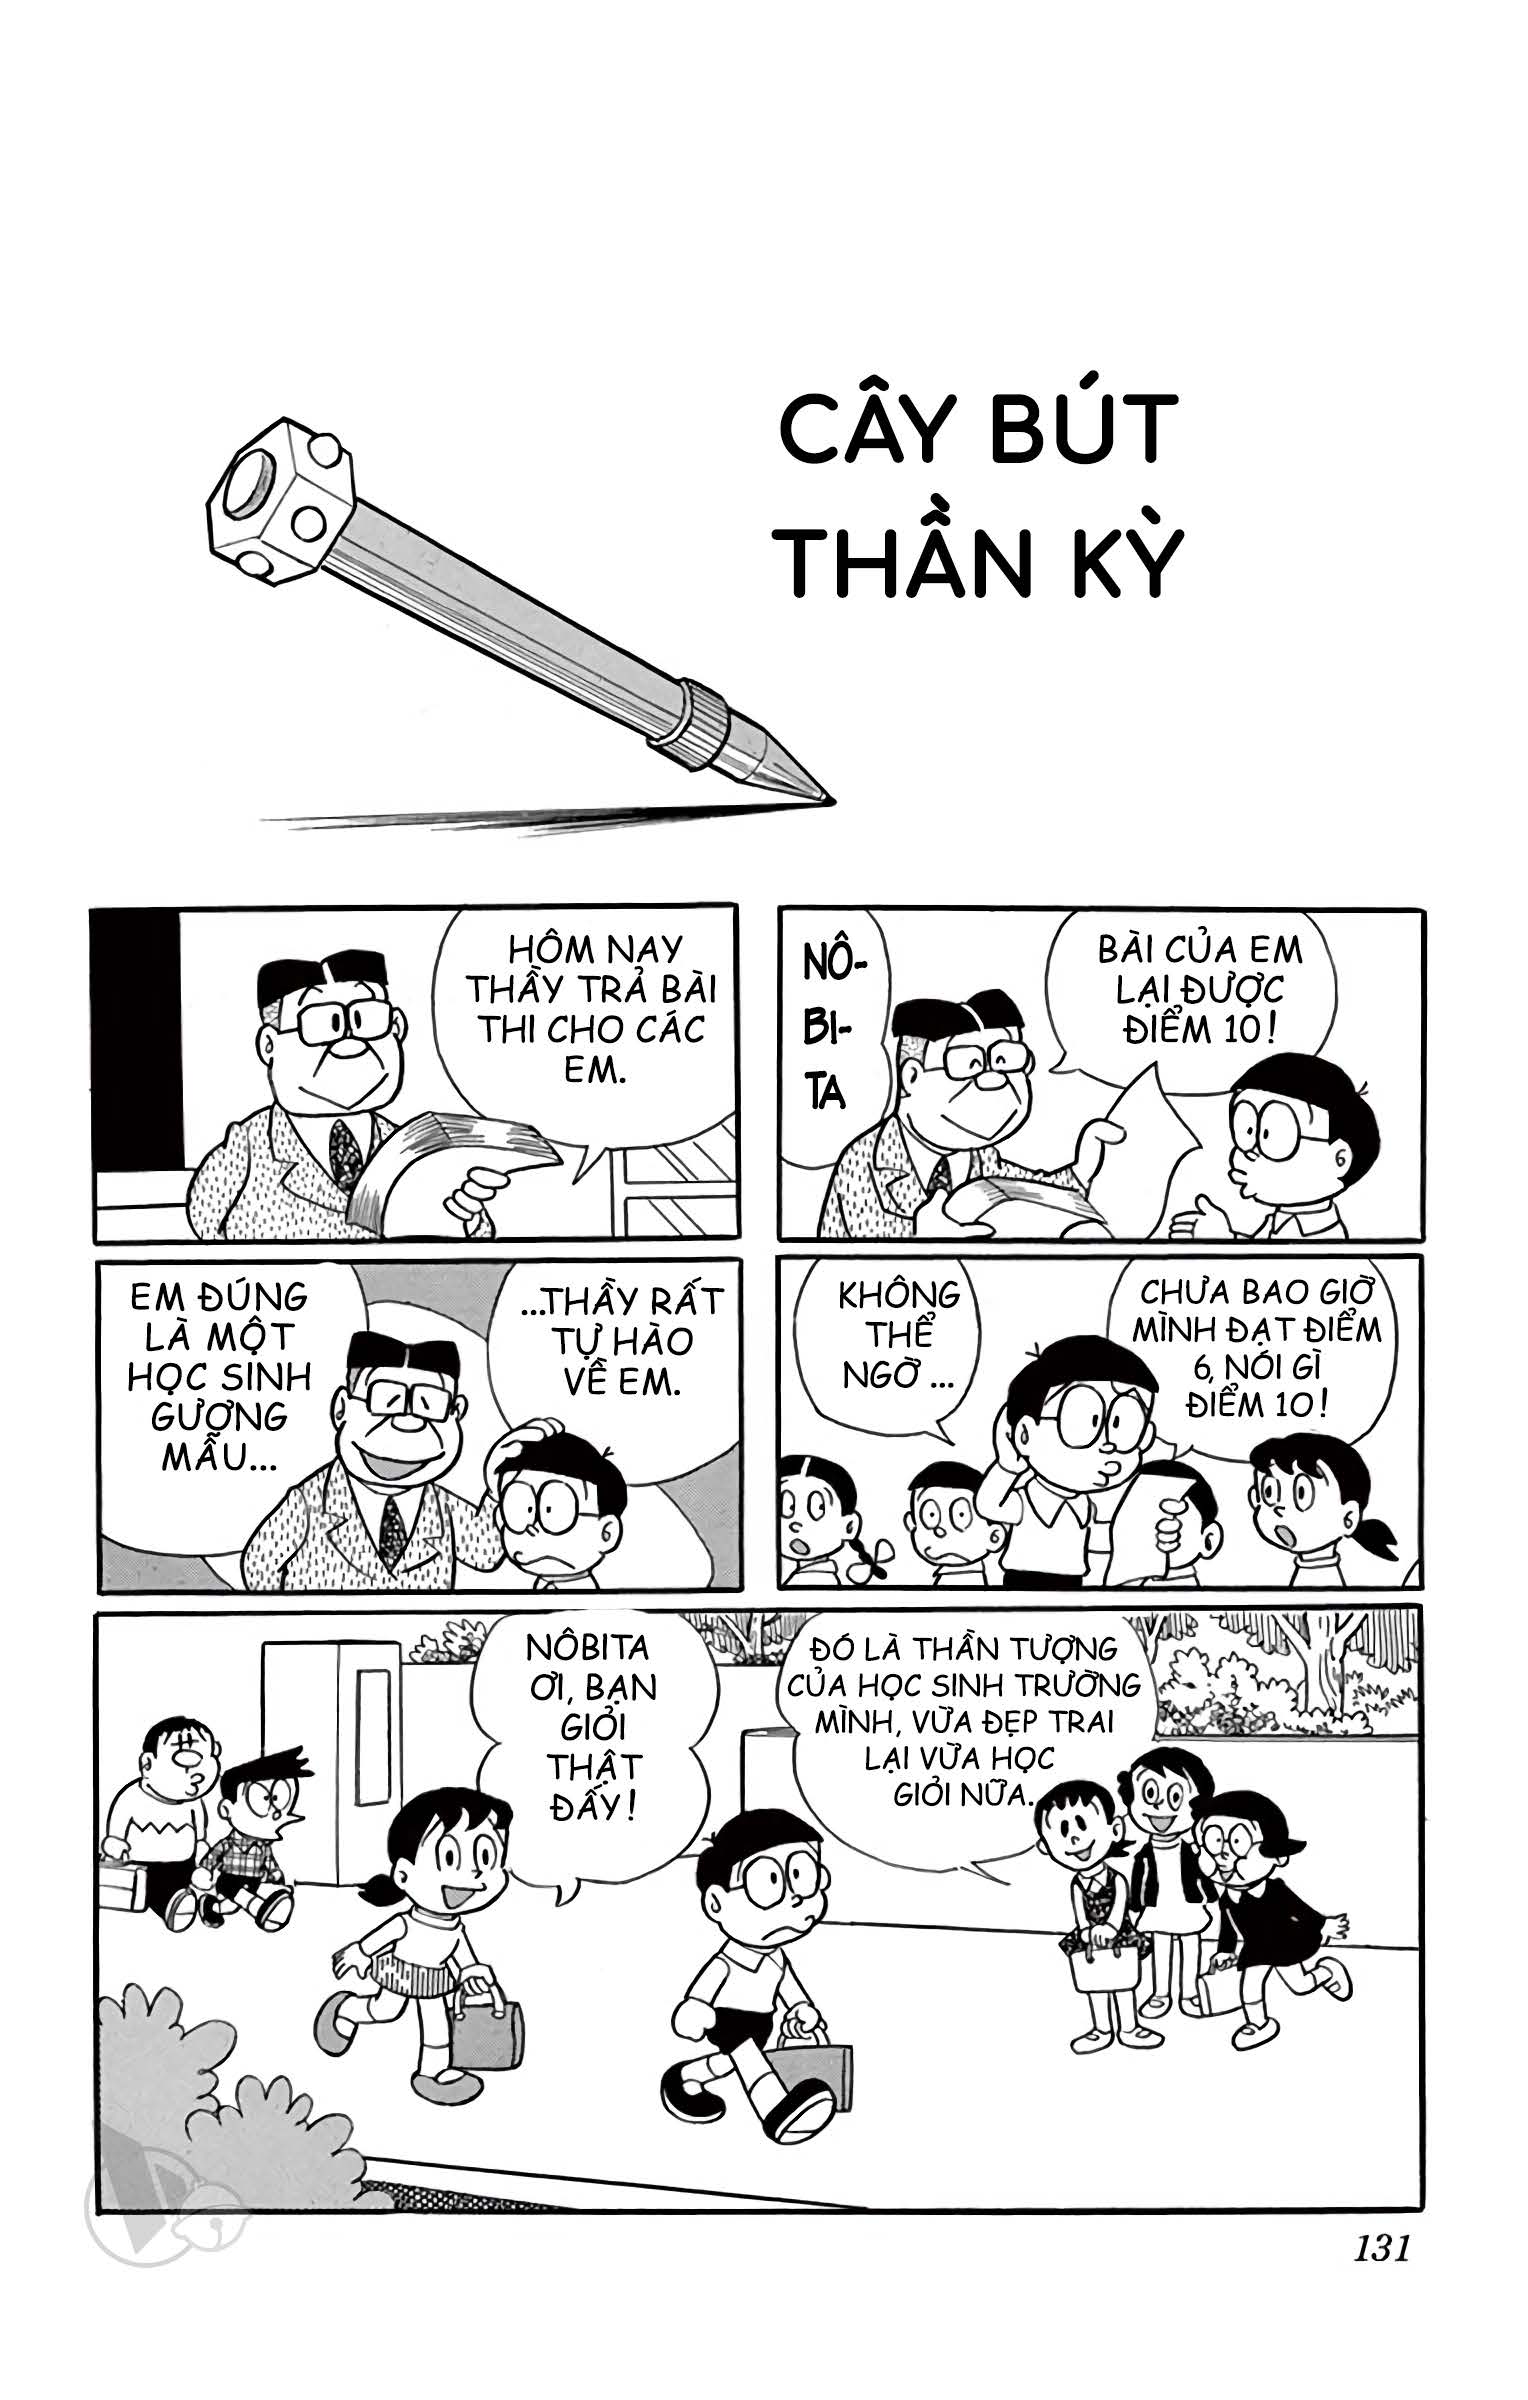 CÂY BÚT
THẦN KỲ
HÔM NAY
THẦY TRẢ BÀI
THI CHO CÁC
EM.
NÔ-
BI-
TA
BÀI CỦA EM
LẠI ĐƯỢC
ĐIỂM 10!
EM ĐÚNG
LÀ MỘT
HỌC SINH
GƯƠNG
MẪU...
...THẦY RẤT
TỰ HÀO
VỀ EM.
KHÔNG
THỂ
NGỜ...
CHƯA BAO GIỜ
MÌNH ĐẠT ĐIỂM
6, NÓI GÌ
ĐIỂM 10!
NÔBITA
ƠI, BẠN
GIỎI
THẬT
ĐẤY!
ĐÓ LÀ THẦN TƯỢNG
CỦA HỌC SINH TRƯỜNG
MÌNH, VỪA ĐẸP TRAI
LẠI VỪA HỌC
GIỎI NỮA.
131